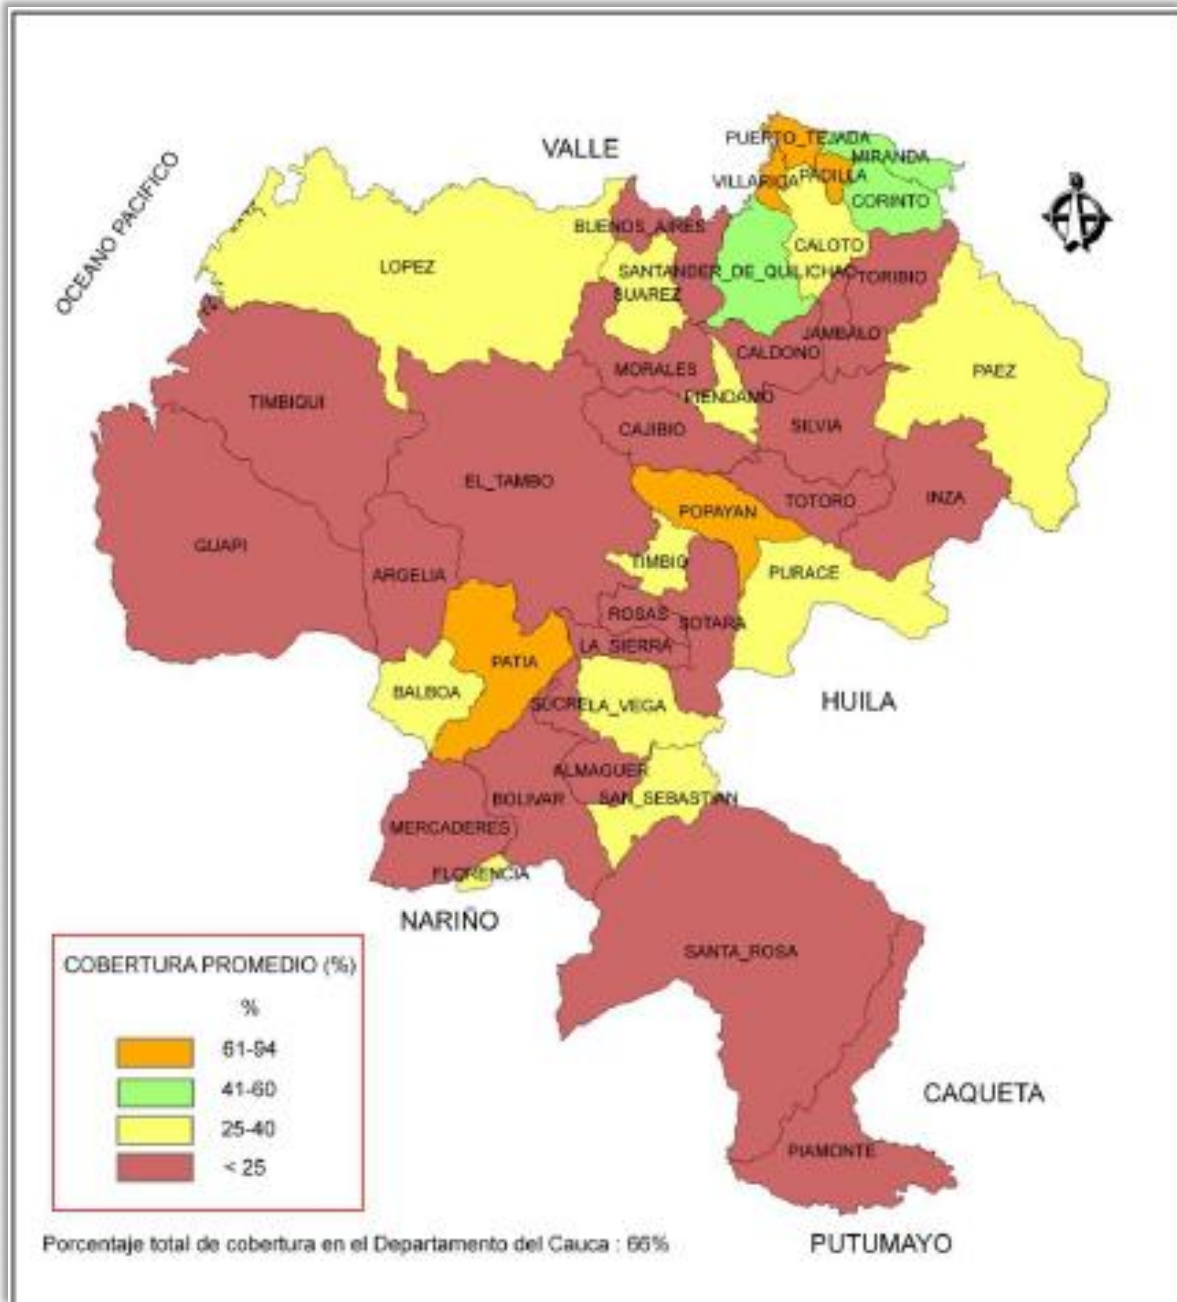 VALLE
OCEANO PACIFICO
PUERTO_TEJADA
MIRANDA
VILLARICA
PADILLA
CORINTO
BUENOS_AIRES
CALOTO
LOPEZ
SANTANDER_DE_QUILICHAO
TORIBIO
SUAREZ
JAMBALO
CALDONO
MORALES
PAEZ
PIENDAMO
TIMBIQUI
CAJIBIO
SILVIA
EL_TAMBO
TOTORO
INZA
POPAYAN
GUAPI
TIMBIO
PURACE
ARGELIA
ROSAS
SOTARA
LA_SIERRA
PATIA
BALBOA
HUILA
SUCRE
LA_VEGA
ALMAGUER
BOLIVAR
SAN_SEBASTIAN
MERCADERES
FLORENCIA
NARIÑO
SANTA_ROSA
COBERTURA PROMEDIO (%)
%
61-94
41-60
25-40
< 25
CAQUETA
PIAMONTE
Porcentaje total de cobertura en el Departamento del Cauca : 66%
PUTUMAYO